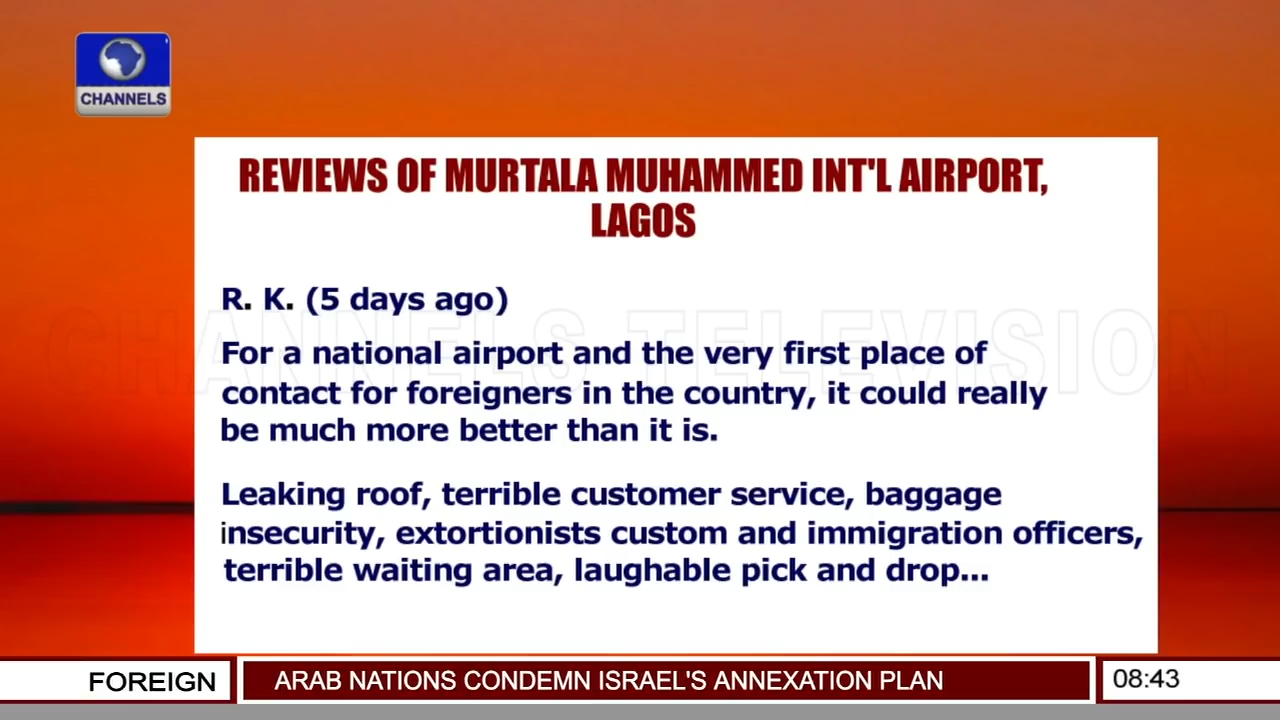 CHANNELS
REVIEWS OF MURTALA MUHAMMED INT'L AIRPORT,
LAGOS
R. K. (5 days ago)
CHANNELS TELEVISION
For a national airport and the very first place of
contact for foreigners in the country, it could really
be much more better than it is.
Leaking roof, terrible customer service, baggage
insecurity, extortionists custom and immigration officers,
terrible waiting area, laughable pick and drop...
FOREIGN
ARAB NATIONS CONDEMN ISRAEL'S ANNEXATION PLAN
08:43